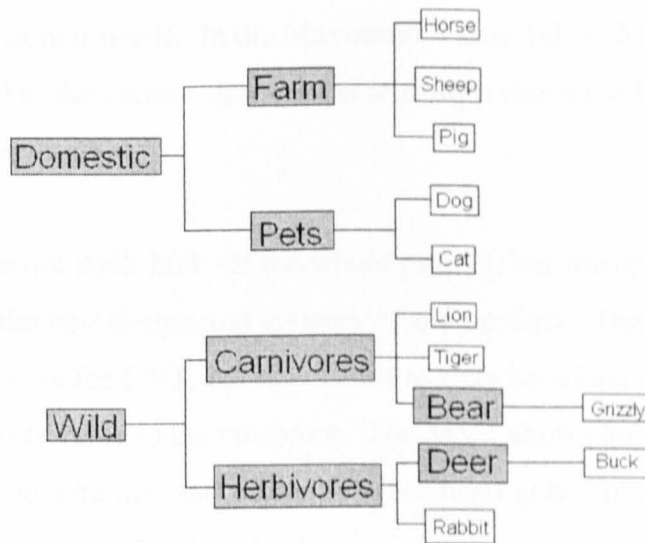 Domestic
Farm
Horse
Sheep
Pig
Pets
Dog
Cat
Wild
Carnivores
Lion
Tiger
Bear
Grizzly
Herbivores
Deer
Buck
Rabbit